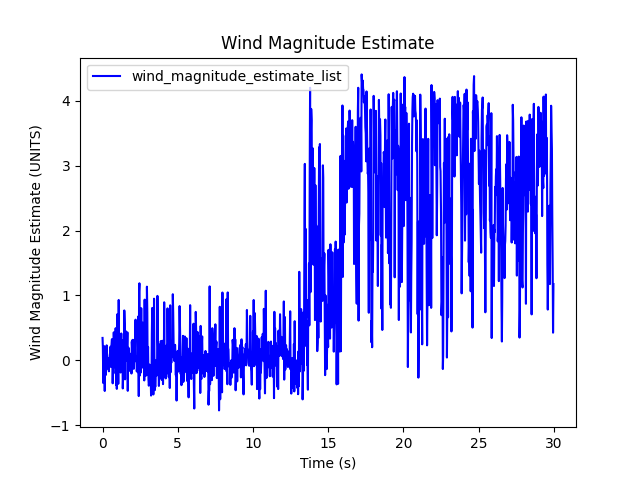 Wind Magnitude Estimate
wind_magnitude_estimate_list
Wind Magnitude Estimate (UNITS)
4
3
2
1
0
−1
0 5 10 15 20 25 30
Time (s)